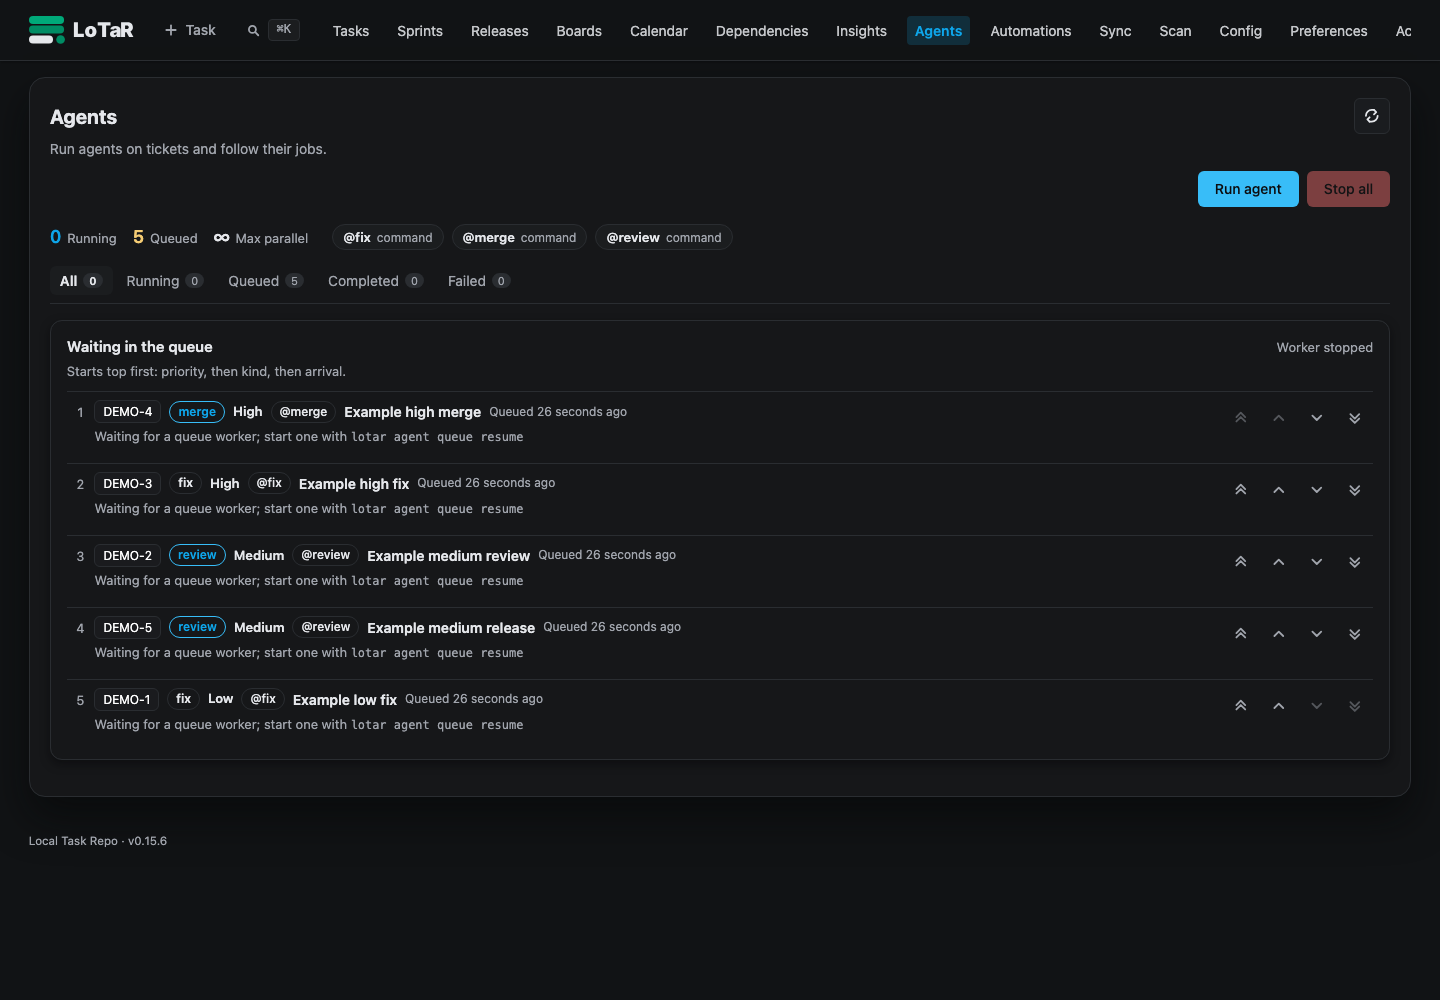 LoTaR + Task ⌘K Tasks Sprints Releases Boards Calendar Dependencies Insights Agents Automations Sync Scan Config Preferences Ac
Agents
Run agents on tickets and follow their jobs.
Run agent Stop all
0 Running 5 Queued ∞ Max parallel @fix command @merge command @review command
All 0 Running 0 Queued 5 Completed 0 Failed 0
Waiting in the queue Worker stopped
Starts top first: priority, then kind, then arrival.
1 DEMO-4 merge High @merge Example high merge Queued 26 seconds ago
Waiting for a queue worker; start one with lotar agent queue resume
2 DEMO-3 fix High @fix Example high fix Queued 26 seconds ago
Waiting for a queue worker; start one with lotar agent queue resume
3 DEMO-2 review Medium @review Example medium review Queued 26 seconds ago
Waiting for a queue worker; start one with lotar agent queue resume
4 DEMO-5 review Medium @review Example medium release Queued 26 seconds ago
Waiting for a queue worker; start one with lotar agent queue resume
5 DEMO-1 fix Low @fix Example low fix Queued 26 seconds ago
Waiting for a queue worker; start one with lotar agent queue resume
Local Task Repo · v0.15.6